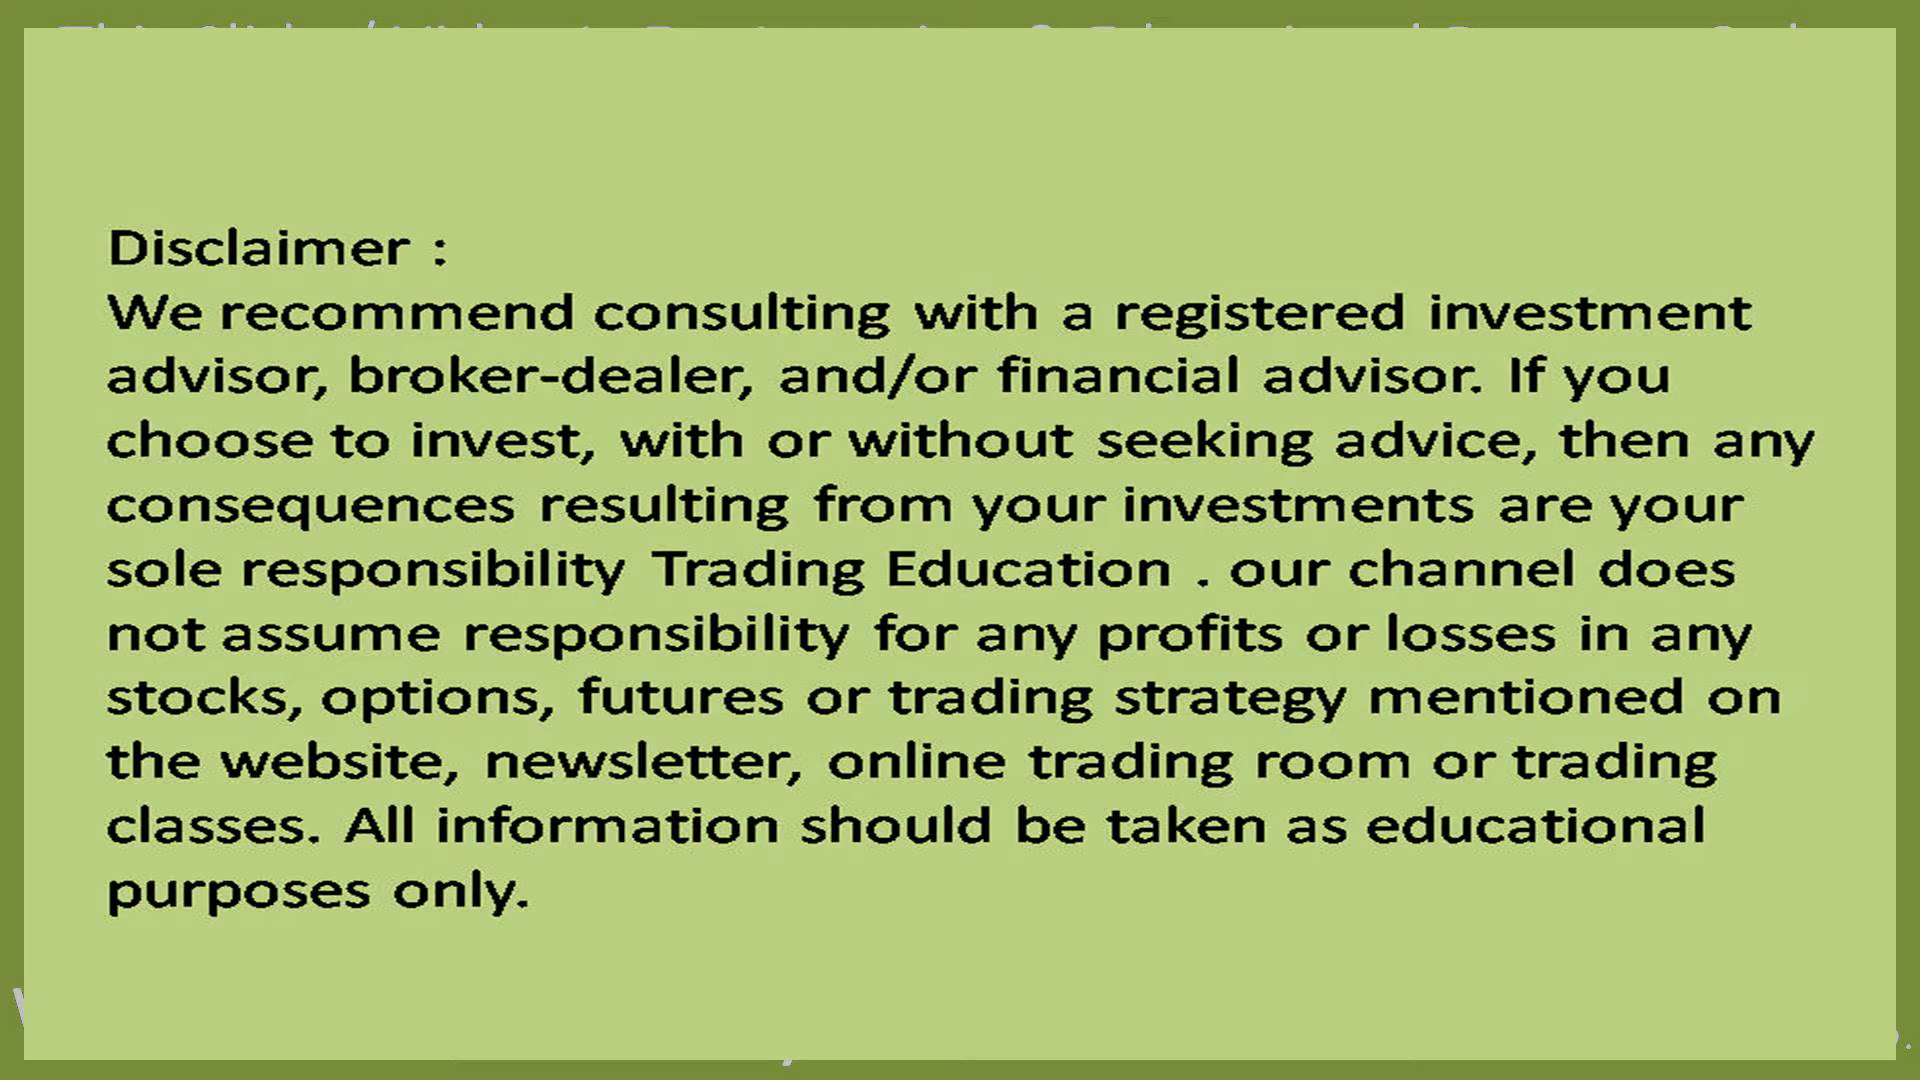 Disclaimer :
We recommend consulting with a registered investment
advisor, broker-dealer, and/or financial advisor. If you
choose to invest, with or without seeking advice, then any
consequences resulting from your investments are your
sole responsibility Trading Education . our channel does
not assume responsibility for any profits or losses in any
stocks, options, futures or trading strategy mentioned on
the website, newsletter, online trading room or trading
classes. All information should be taken as educational
purposes only.